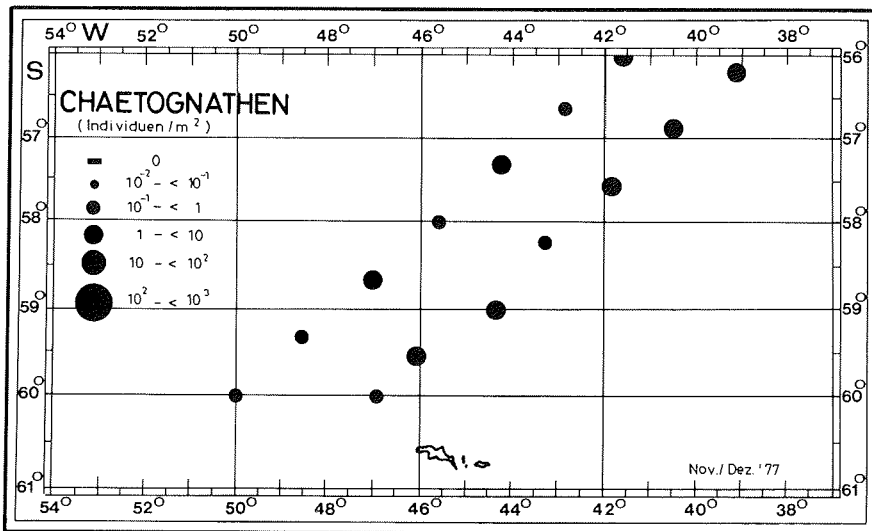 54° W 50° 48° 46° 44° 42° 40° 38°
S
56°
CHAETOGNATHEN
(Individuen/m²)
57° 57°
0
10⁻² - < 10⁻¹
10⁻¹ - < 1
58° 58°
1 - < 10
10 - < 10²
10² - < 10³
59° 59°
60° 60°
Nov./Dez. '77
61° 61°
54° 52° 50° 48° 46° 44° 42° 40° 38°